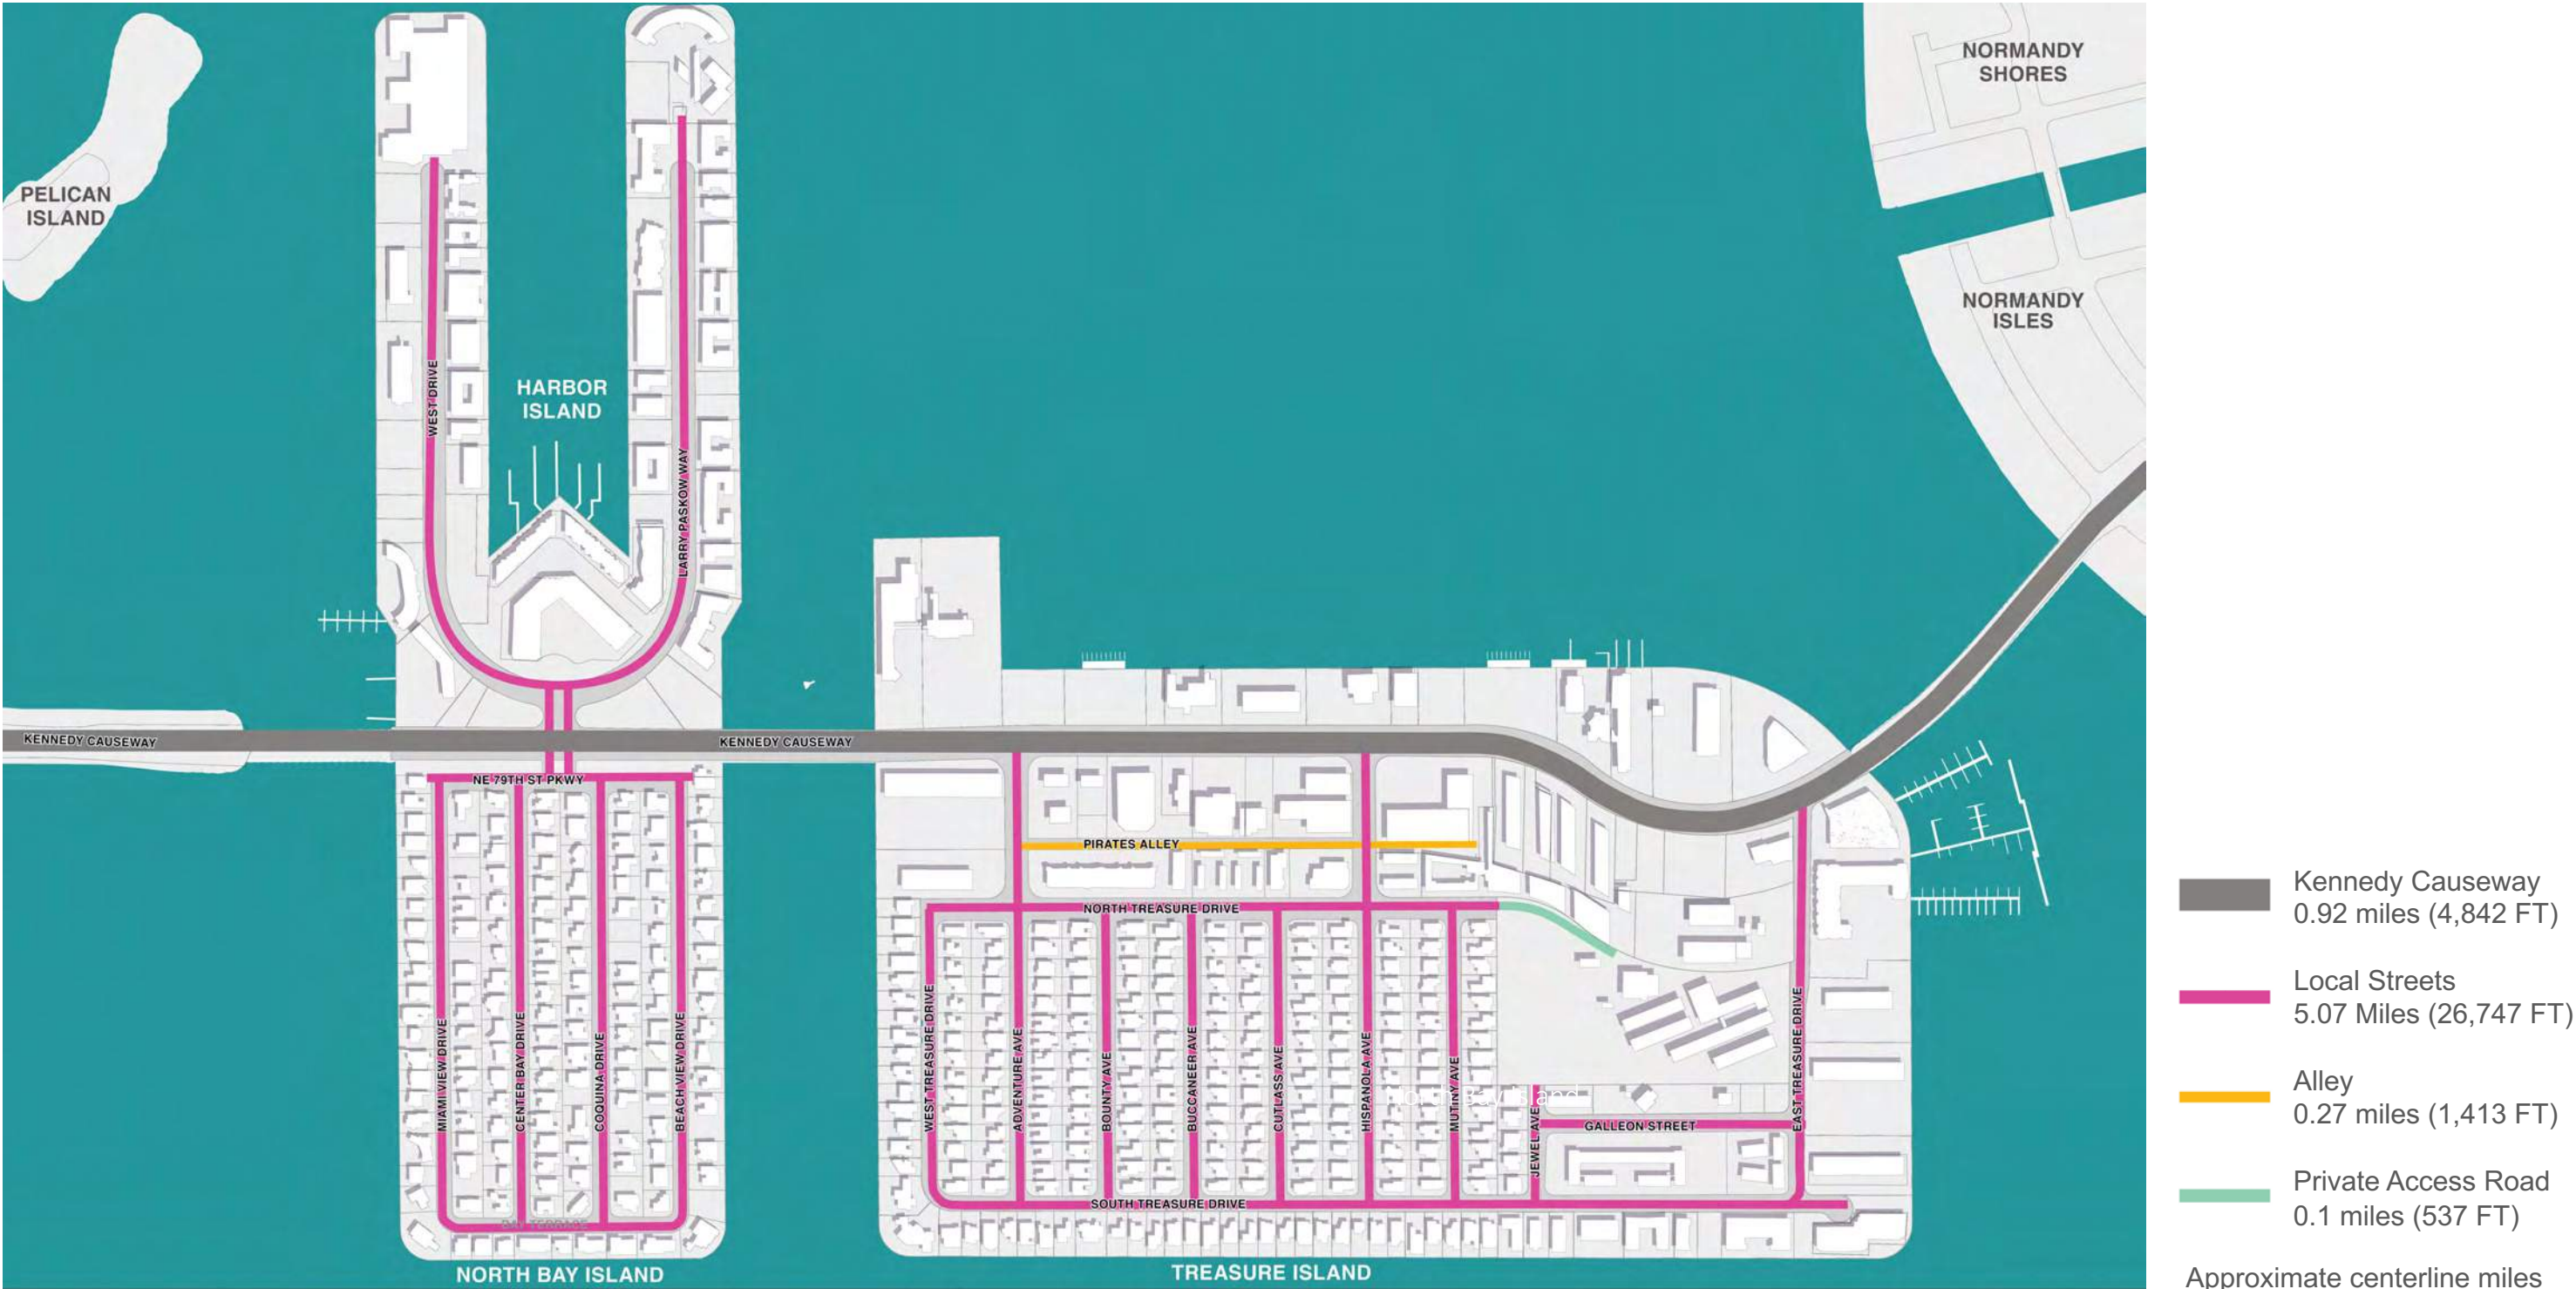 NORMANDY
SHORES
PELICAN
ISLAND
NORMANDY
ISLES
HARBOR
ISLAND
WEST DRIVE
LARRY PASKOW WAY
KENNEDY CAUSEWAY
KENNEDY CAUSEWAY
NE 79TH ST PKWY
PIRATES ALLEY
NORTH TREASURE DRIVE
MIAMI VIEW DRIVE
CENTER BAY DRIVE
COQUINA DRIVE
BEACH VIEW DRIVE
WEST TREASURE DRIVE
ADVENTURE AVE
BOUNTY AVE
BUCCANEER AVE
CUTLASS AVE
HISPANOLA AVE
MUTINY AVE
North Bay Island
JEWEL AVE
GALLEON STREET
EAST TREASURE DRIVE
SOUTH TREASURE DRIVE
BAY TERRACE
NORTH BAY ISLAND
TREASURE ISLAND
Kennedy Causeway
0.92 miles (4,842 FT)
Local Streets
5.07 Miles (26,747 FT)
Alley
0.27 miles (1,413 FT)
Private Access Road
0.1 miles (537 FT)
Approximate centerline miles